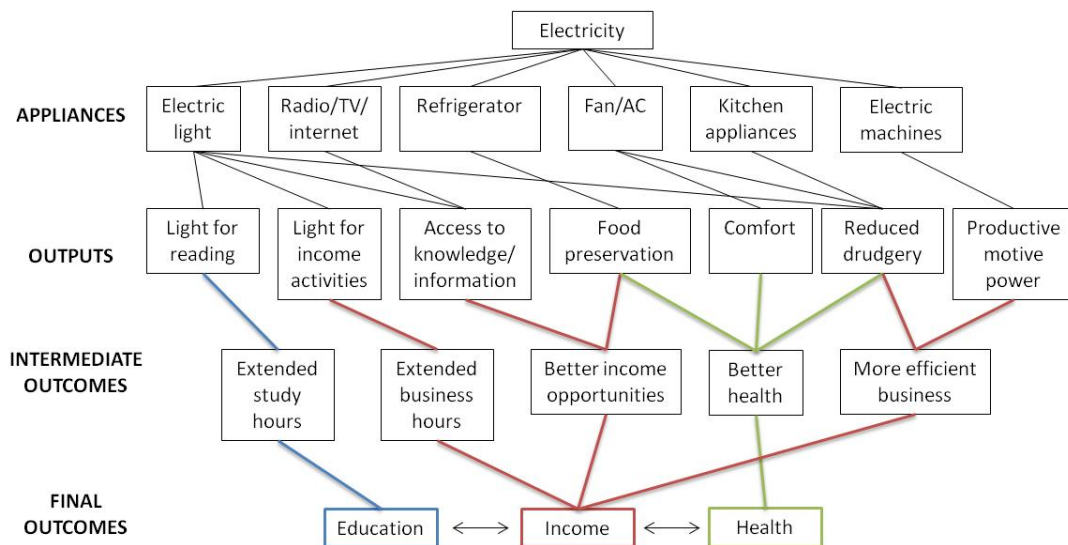 Electricity
APPLIANCES
Electric
light
Radio/TV/
internet
Refrigerator
Fan/AC
Kitchen
appliances
Electric
machines
OUTPUTS
Light for
reading
Light for
income
activities
Access to
knowledge/
information
Food
preservation
Comfort
Reduced
drudgery
Productive
motive
power
INTERMEDIATE
OUTCOMES
Extended
study
hours
Extended
business
hours
Better income
opportunities
Better
health
More efficient
business
FINAL
OUTCOMES
Education
Income
Health